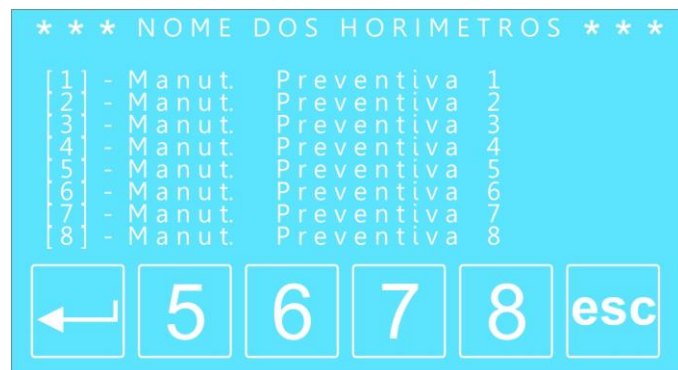 * * * NOME DOS HORIMETROS * * *
[1] - Manut. Preventiva 1
[2] - Manut. Preventiva 2
[3] - Manut. Preventiva 3
[4] - Manut. Preventiva 4
[5] - Manut. Preventiva 5
[6] - Manut. Preventiva 6
[7] - Manut. Preventiva 7
[8] - Manut. Preventiva 8
5 6 7 8 esc